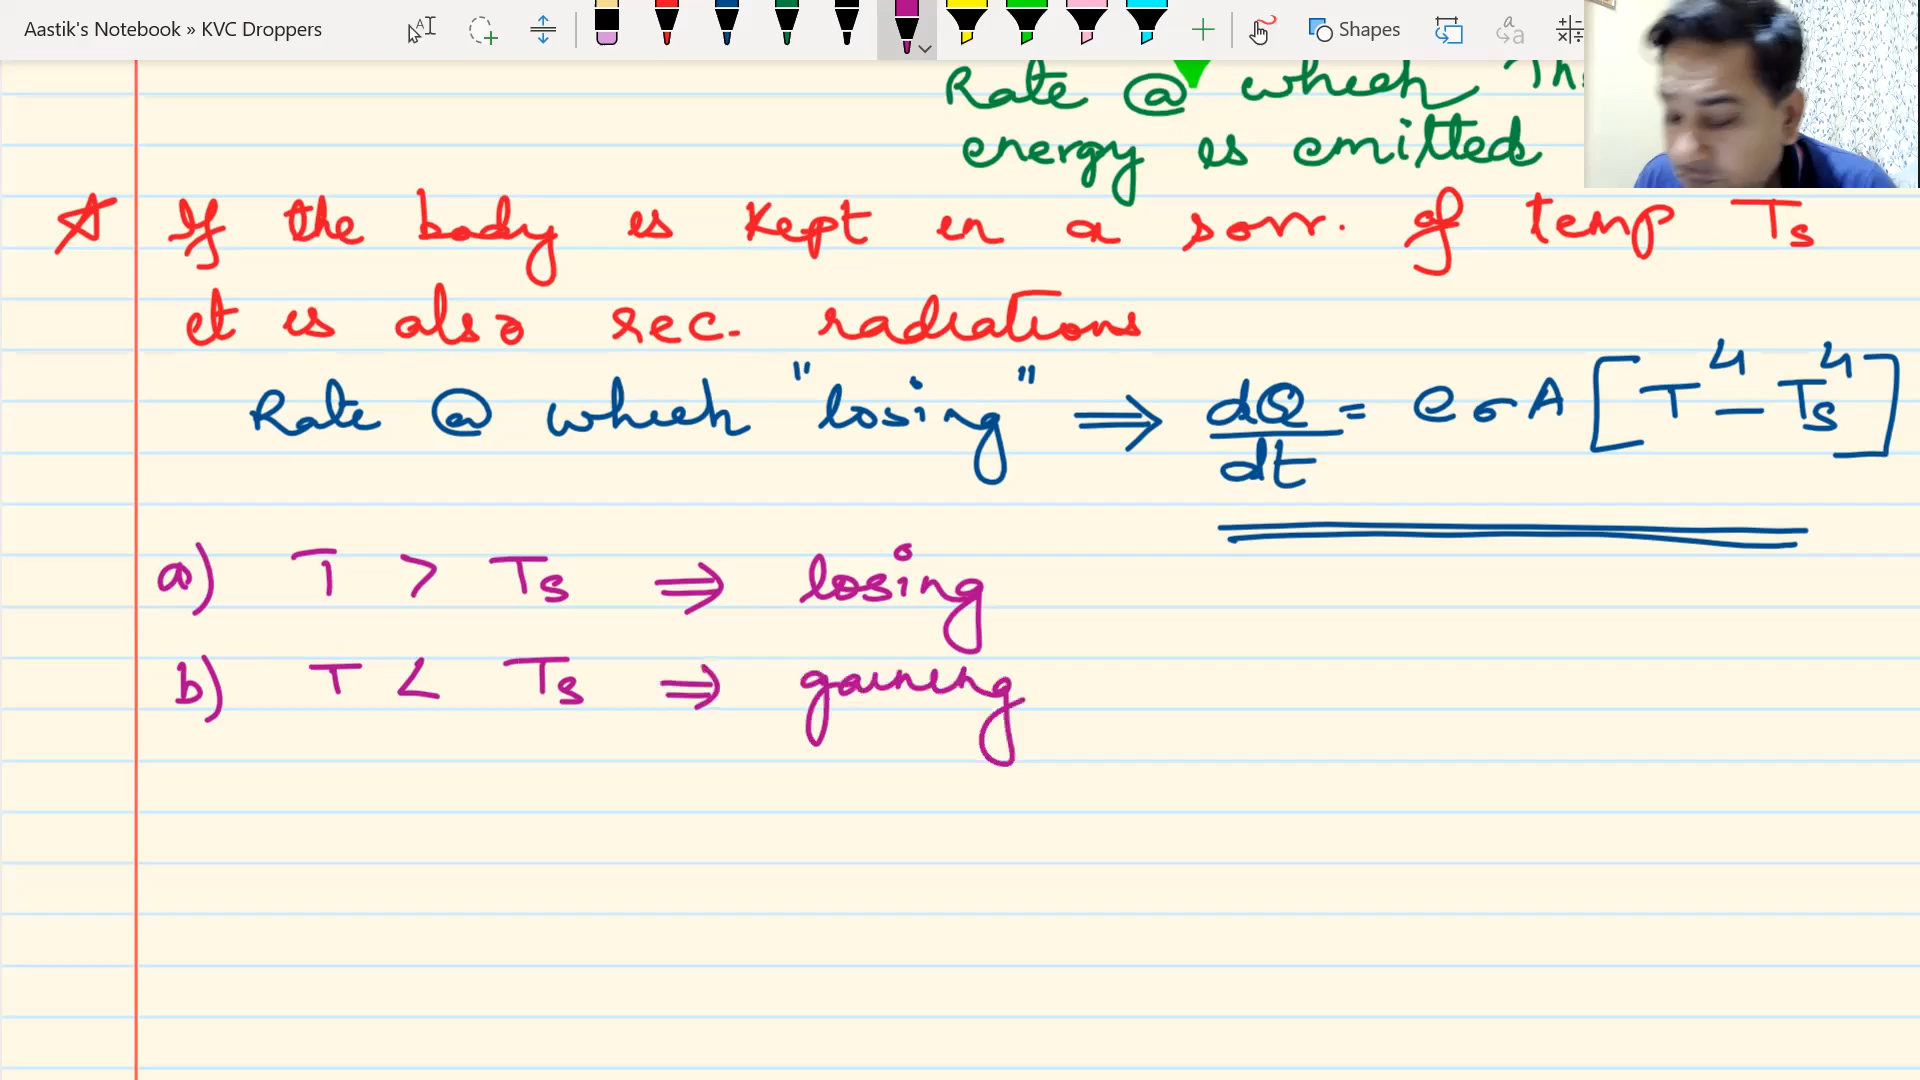 Aastik's Notebook » KVC Droppers
Shapes
Rate @ which
energy is emitted
If the body is kept in a sorr. of temp Ts
it is also rec. radiations
Rate @ which "losing" ⇒ dQ/dt = eσA [T⁴ - Ts⁴]
a) T > Ts ⇒ losing
b) T < Ts ⇒ gaining